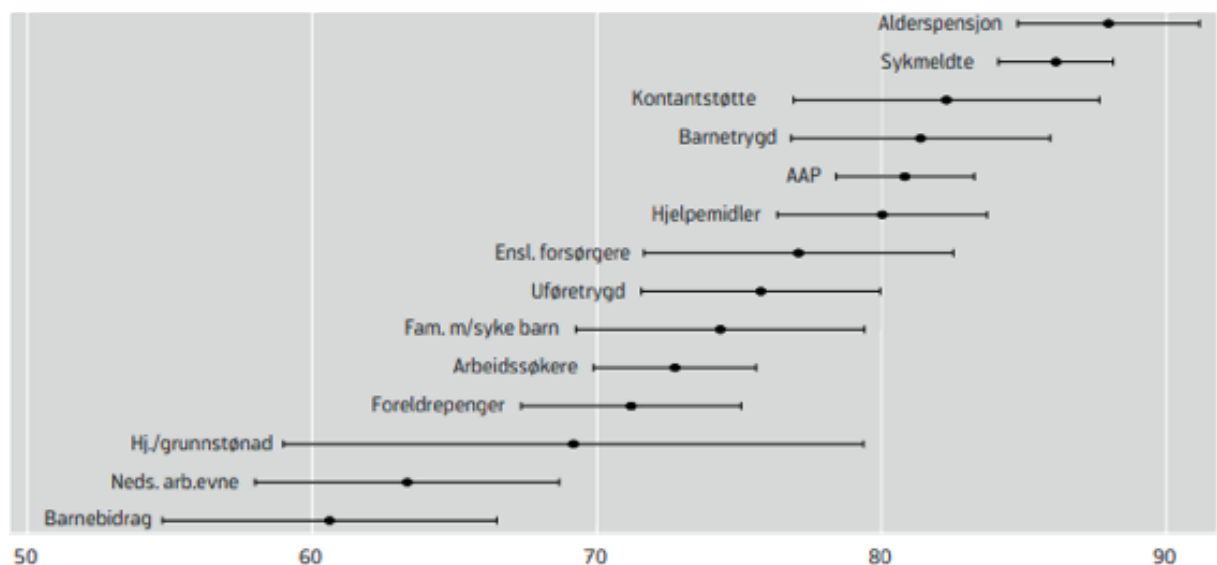 Alderspensjon
Sykmeldte
Kontantstøtte
Barnetrygd
AAP
Hjelpemidler
Ensl. forsørgere
Uføretrygd
Fam. m/syke barn
Arbeidssøkere
Foreldrepenger
Hj./grunnstønad
Neds. arb.evne
Barnebidrag
50 60 70 80 90